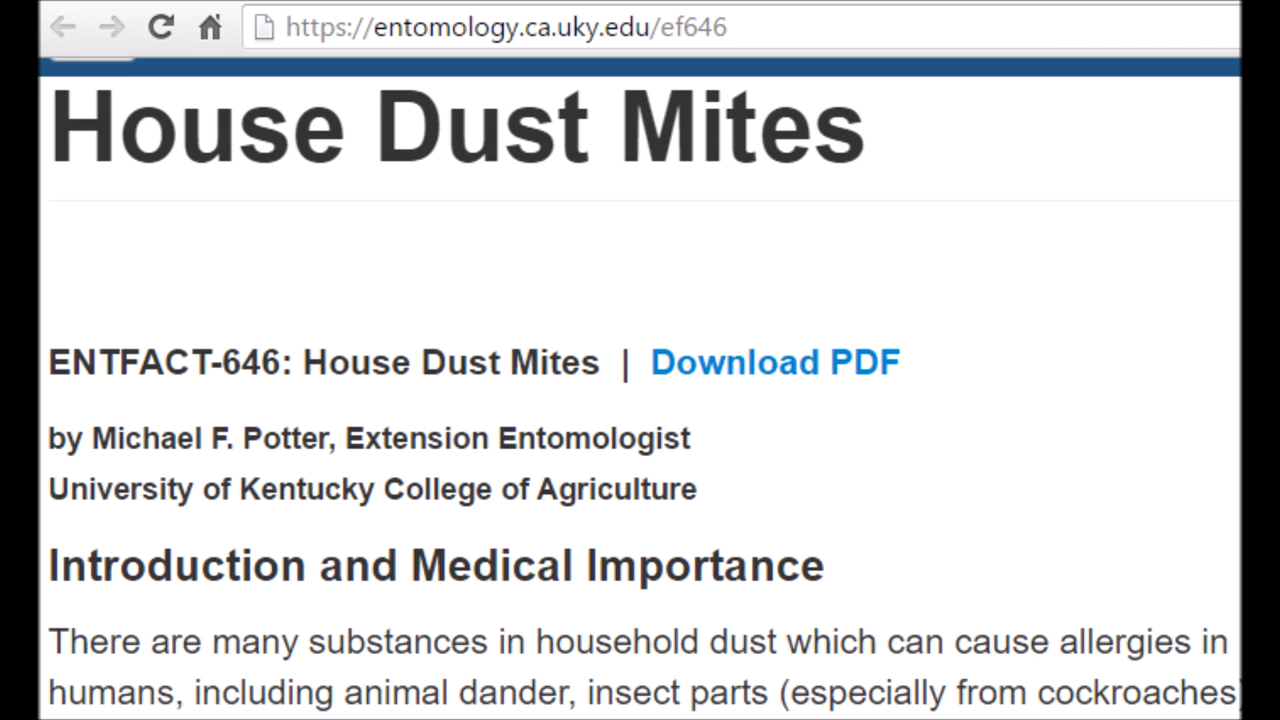 https://entomology.ca.uky.edu/ef646
House Dust Mites
ENTFACT-646: House Dust Mites | Download PDF
by Michael F. Potter, Extension Entomologist
University of Kentucky College of Agriculture
Introduction and Medical Importance
There are many substances in household dust which can cause allergies in
humans, including animal dander, insect parts (especially from cockroaches)